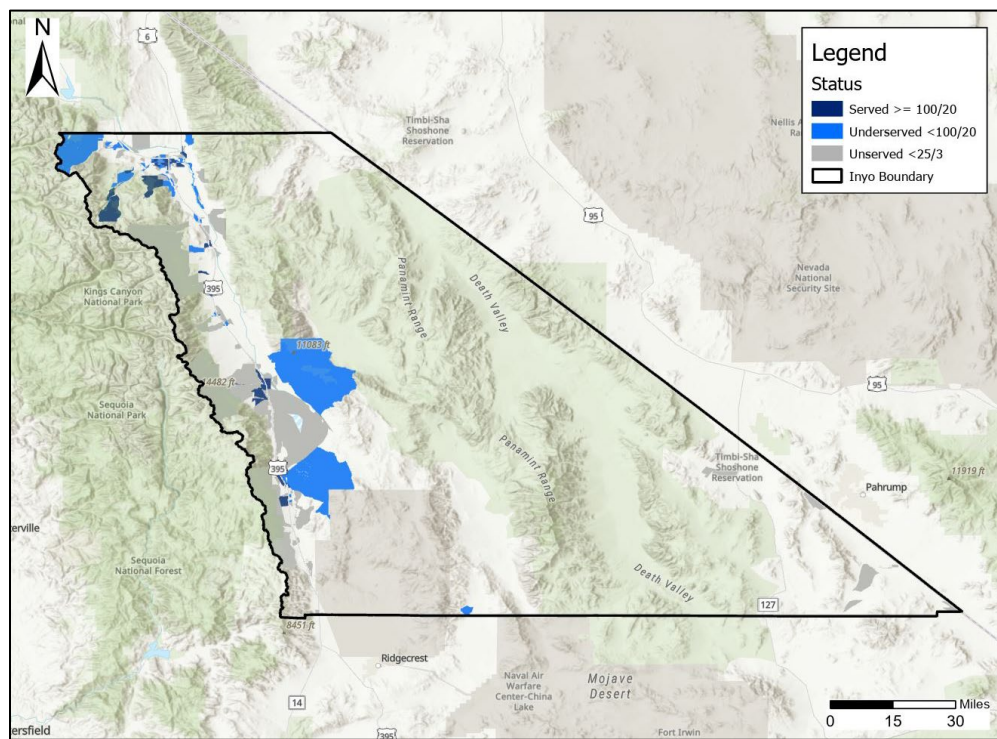 N
6
Legend
Status
Served >= 100/20
Underserved <100/20
Unserved <25/3
Inyo Boundary
Timbi-Sha
Shoshone
Reservation
95
Kings Canyon
National Park
395
Panamint Range
Death Valley
Nevada
National
Security Site
11083 ft
14482 ft
95
Sequoia
National Park
395
Panamint Range
Timbi-Sha
Shoshone
Reservation
11919 ft
Pahrump
erville
Sequoia
National Forest
Death Valley
127
8451 ft
Ridgecrest
14
Naval Air
Warfare
Center-China
Lake
Mojave
Desert
Miles
0 15 30
ersfield
395
Fort Irwin